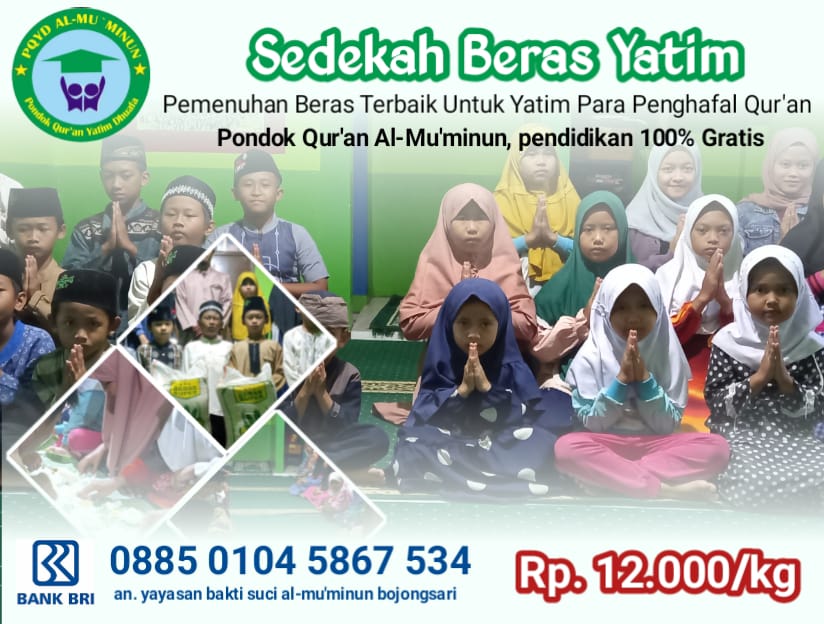 PQYD AL-MU`MINUN
Pondok Qur'an Yatim Dhuafa
Sedekah Beras Yatim
Pemenuhan Beras Terbaik Untuk Yatim Para Penghafal Qur'an
Pondok Qur'an Al-Mu'minun, pendidikan 100% Gratis
BANK BRI
0885 0104 5867 534
an. yayasan bakti suci al-mu'minun bojongsari
Rp. 12.000/kg